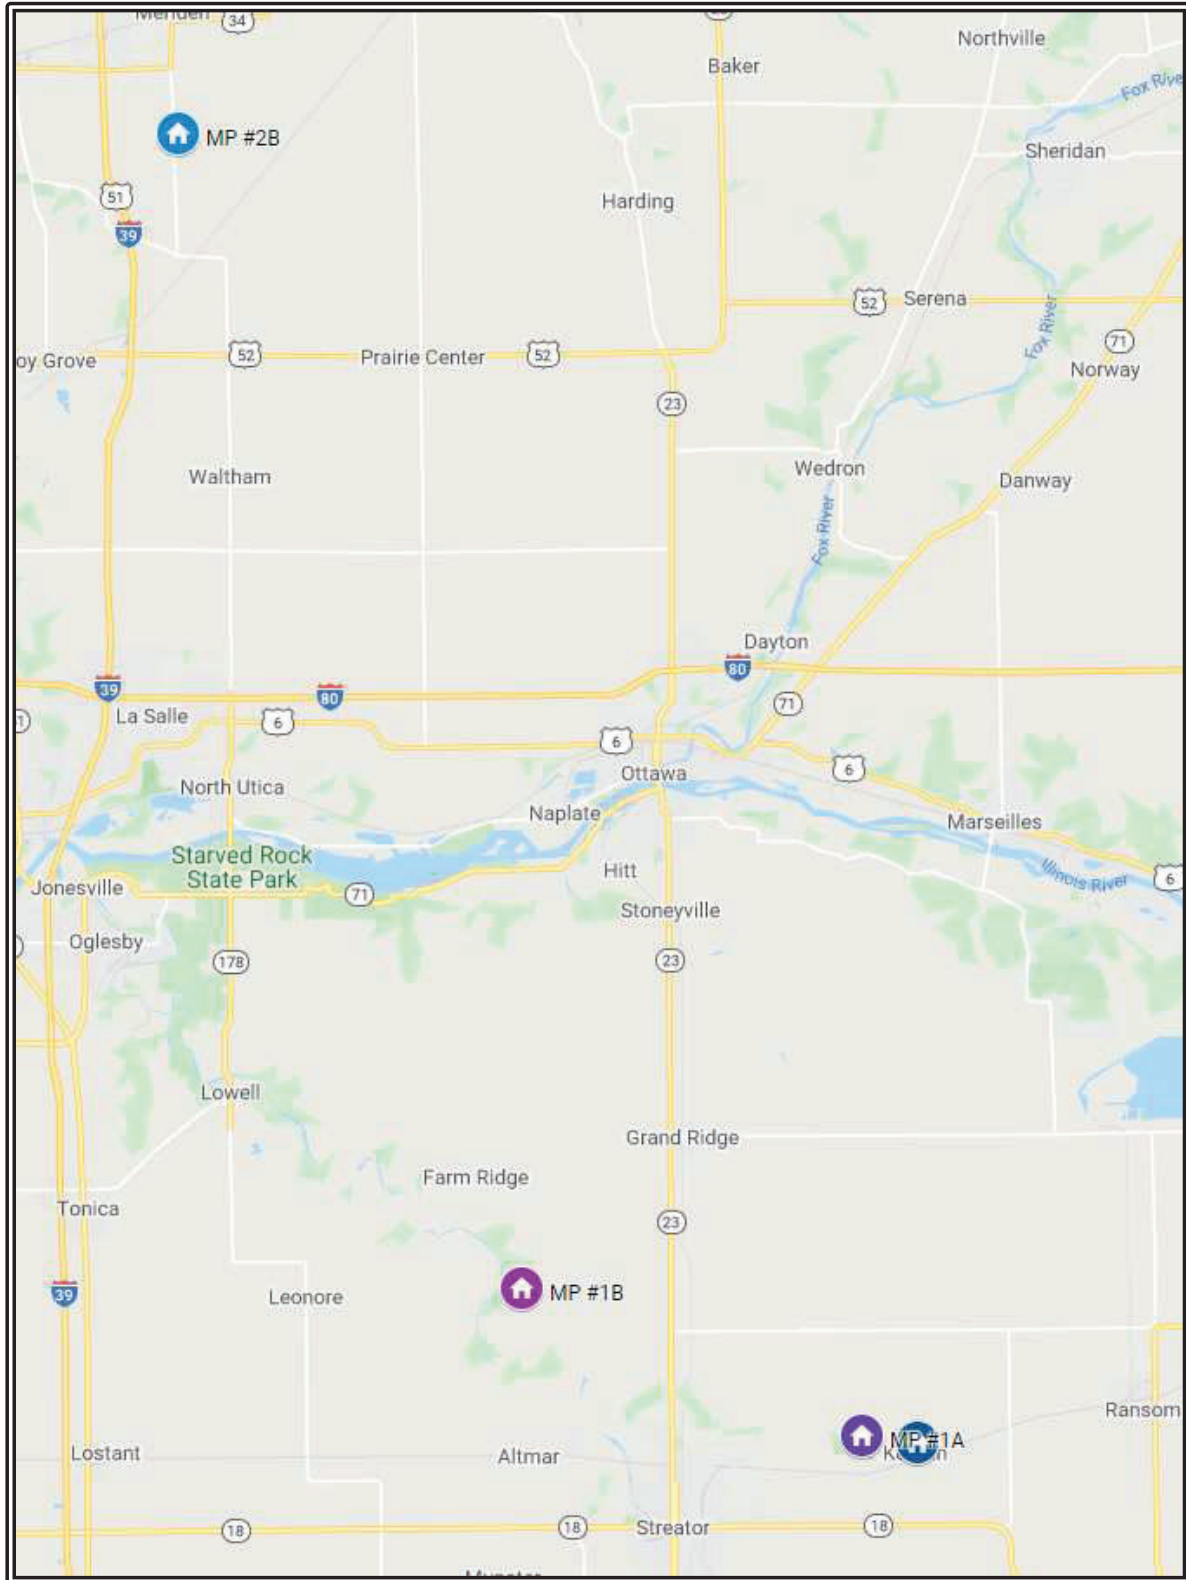 Meriden
34
Northville
Baker
Fox River
MP #2B
Sheridan
51
Harding
39
52
Serena
Fox River
71
52
Prairie Center
52
oy Grove
Norway
23
Waltham
Wedron
Danway
Fox River
Dayton
80
39
80
71
La Salle
6
6
6
Ottawa
North Utica
Naplate
Marseilles
Starved Rock
State Park
Hitt
Illinois River
6
Jonesville
71
Stoneyville
Oglesby
178
23
Lowell
Grand Ridge
Farm Ridge
Tonica
23
39
MP #1B
Leonore
Ransom
MP #1A
Lostant
Altmar
18
18
Streator
18